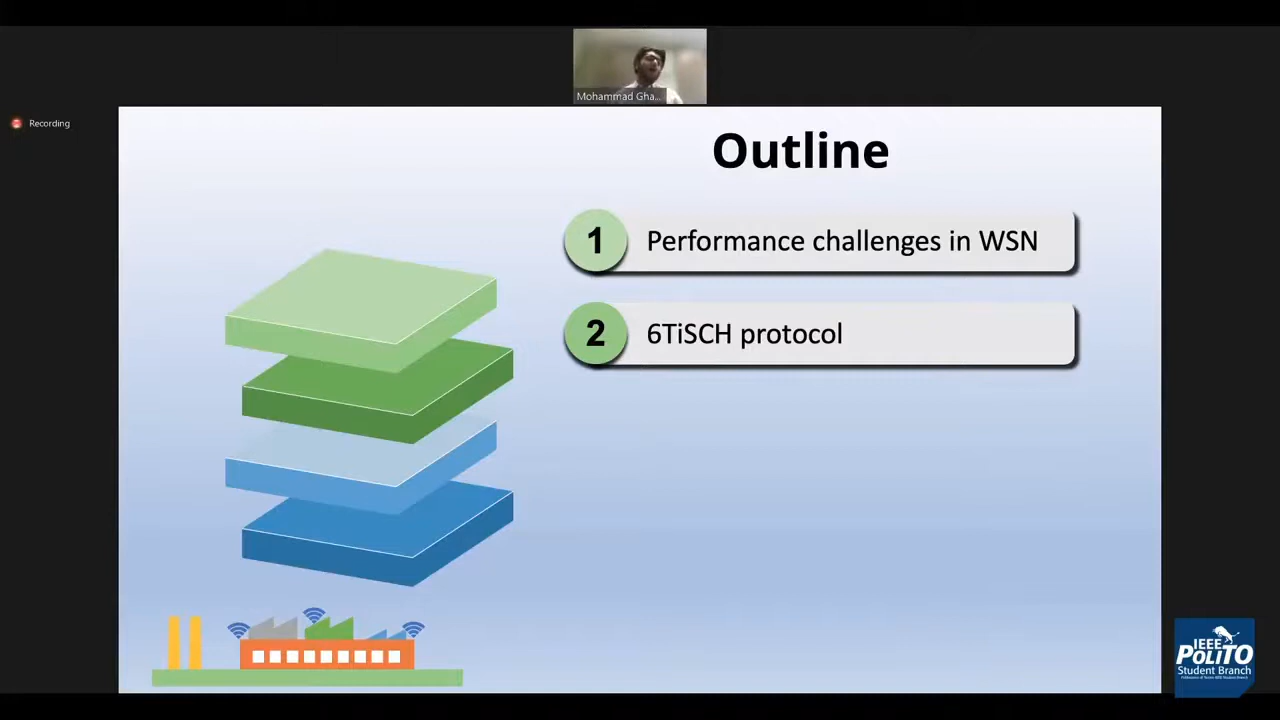 Mohammad Gha...
Recording
Outline
1 Performance challenges in WSN
2 6TiSCH protocol
IEEE
POLITO
Student Branch